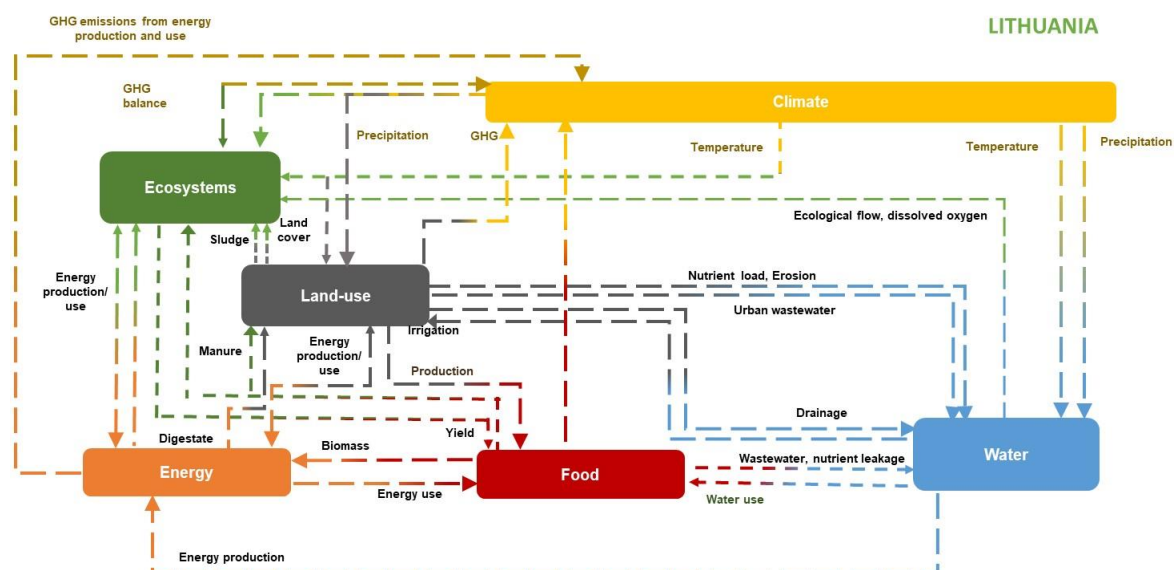 GHG emissions from energy
production and use
LITHUANIA
GHG
balance
Climate
Precipitation
GHG
Temperature
Temperature
Precipitation
Ecosystems
Ecological flow, dissolved oxygen
Sludge
Land
cover
Energy
production/
use
Nutrient load, Erosion
Land-use
Urban wastewater
Irrigation
Manure
Energy
production/
use
Production
Drainage
Digestate
Yield
Biomass
Energy
Food
Water
Wastewater, nutrient leakage
Energy use
Water use
Energy production